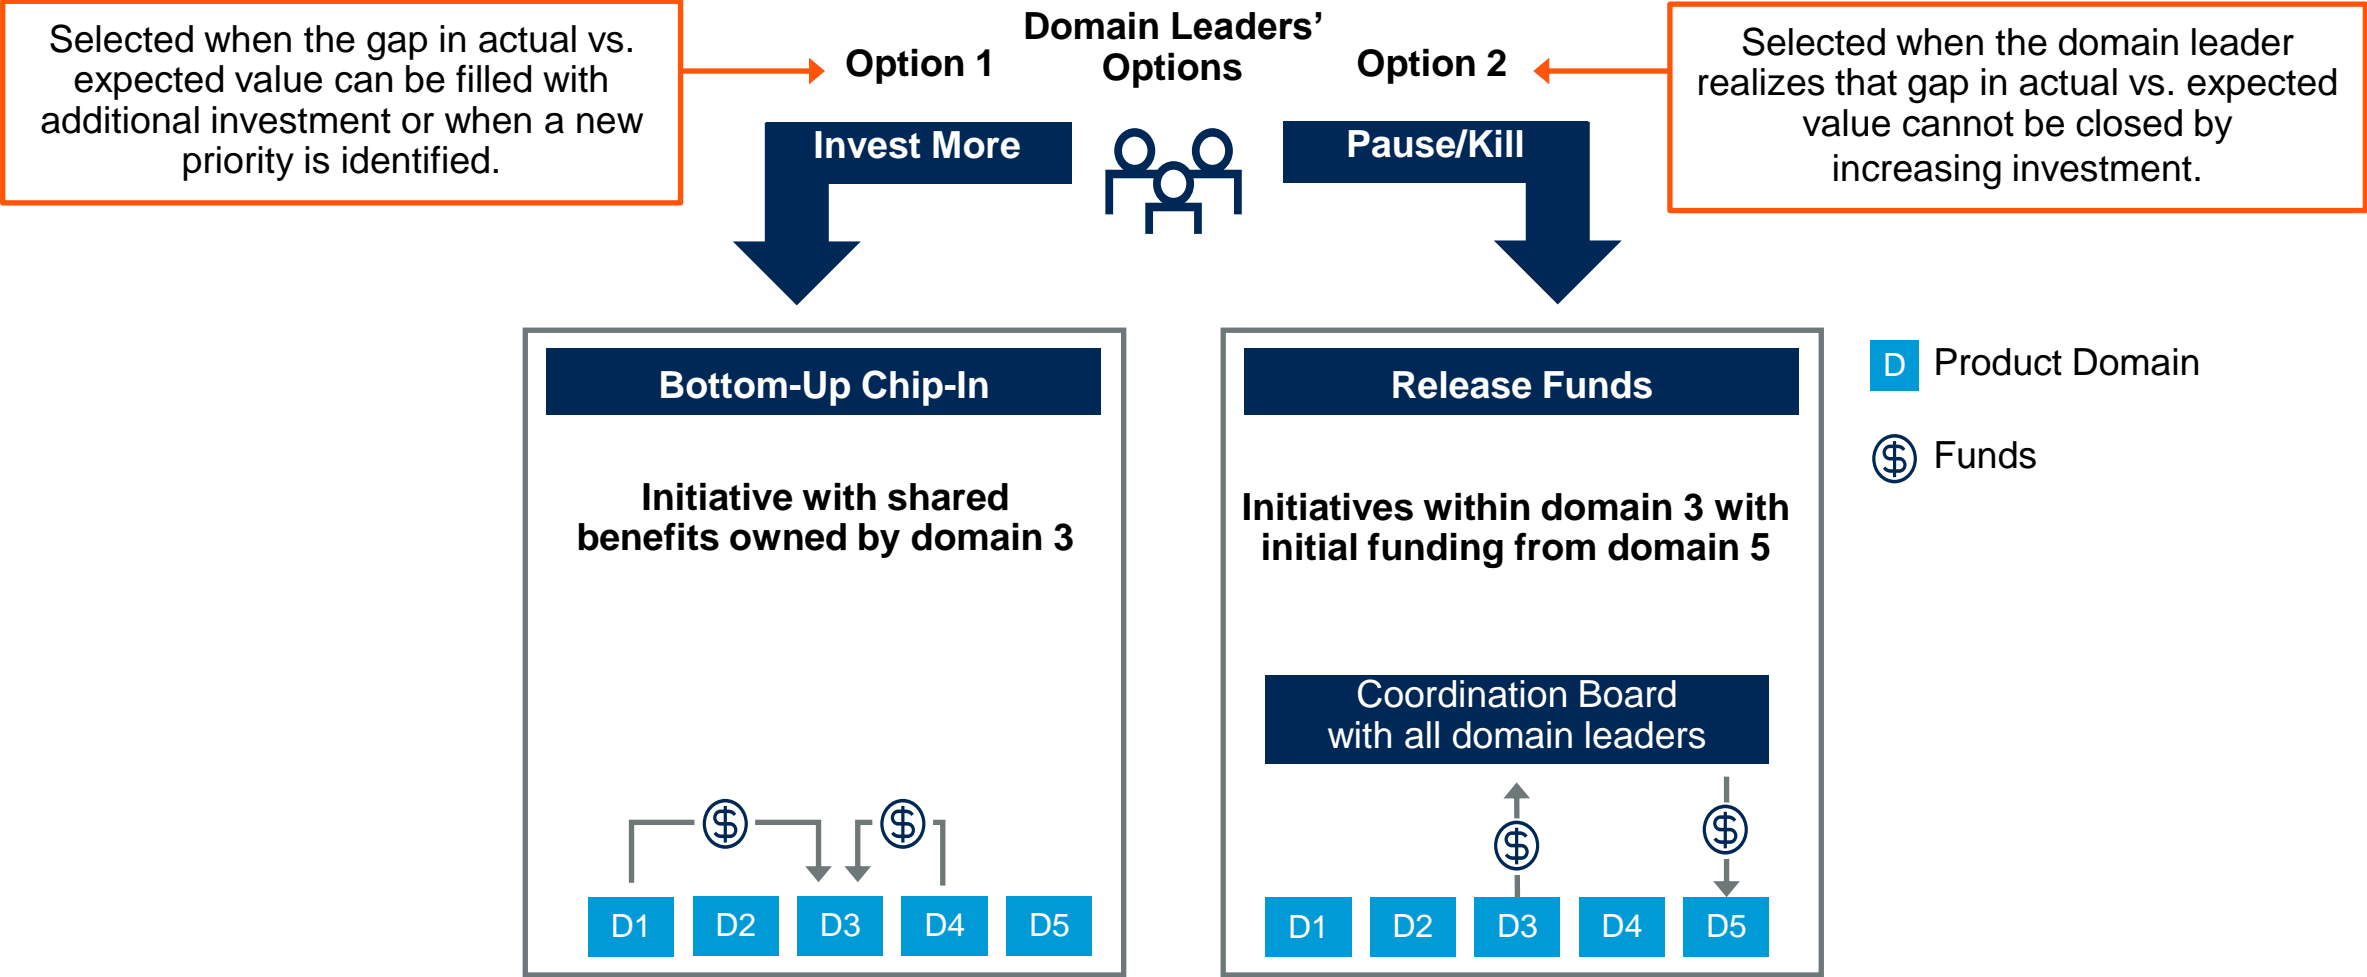 Selected when the gap in actual vs.
expected value can be filled with
additional investment or when a new
priority is identified.
Option 1
Domain Leaders’
Options
Option 2
Selected when the domain leader
realizes that gap in actual vs. expected
value cannot be closed by
increasing investment.
Invest More
Pause/Kill
Bottom-Up Chip-In
Initiative with shared
benefits owned by domain 3
$ $
D1 D2 D3 D4 D5
Release Funds
Initiatives within domain 3 with
initial funding from domain 5
Coordination Board
with all domain leaders
$ $
D1 D2 D3 D4 D5
D Product Domain
$ Funds